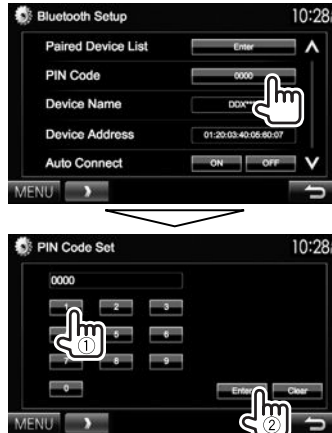 Bluetooth Setup 10:28
Paired Device List Enter
PIN Code 0000
Device Name DDX**
Device Address 01:20:03:40:05:60:07
Auto Connect ON OFF
MENU
PIN Code Set 10:28
0000
1 2 3
5 6
7 8 9
0 Enter Clear
MENU
①
②